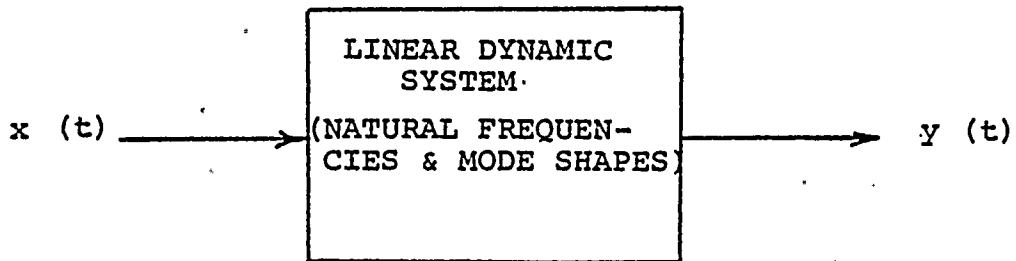 LINEAR DYNAMIC
SYSTEM
x (t)
(NATURAL FREQUEN-
CIES & MODE SHAPES)
y (t)